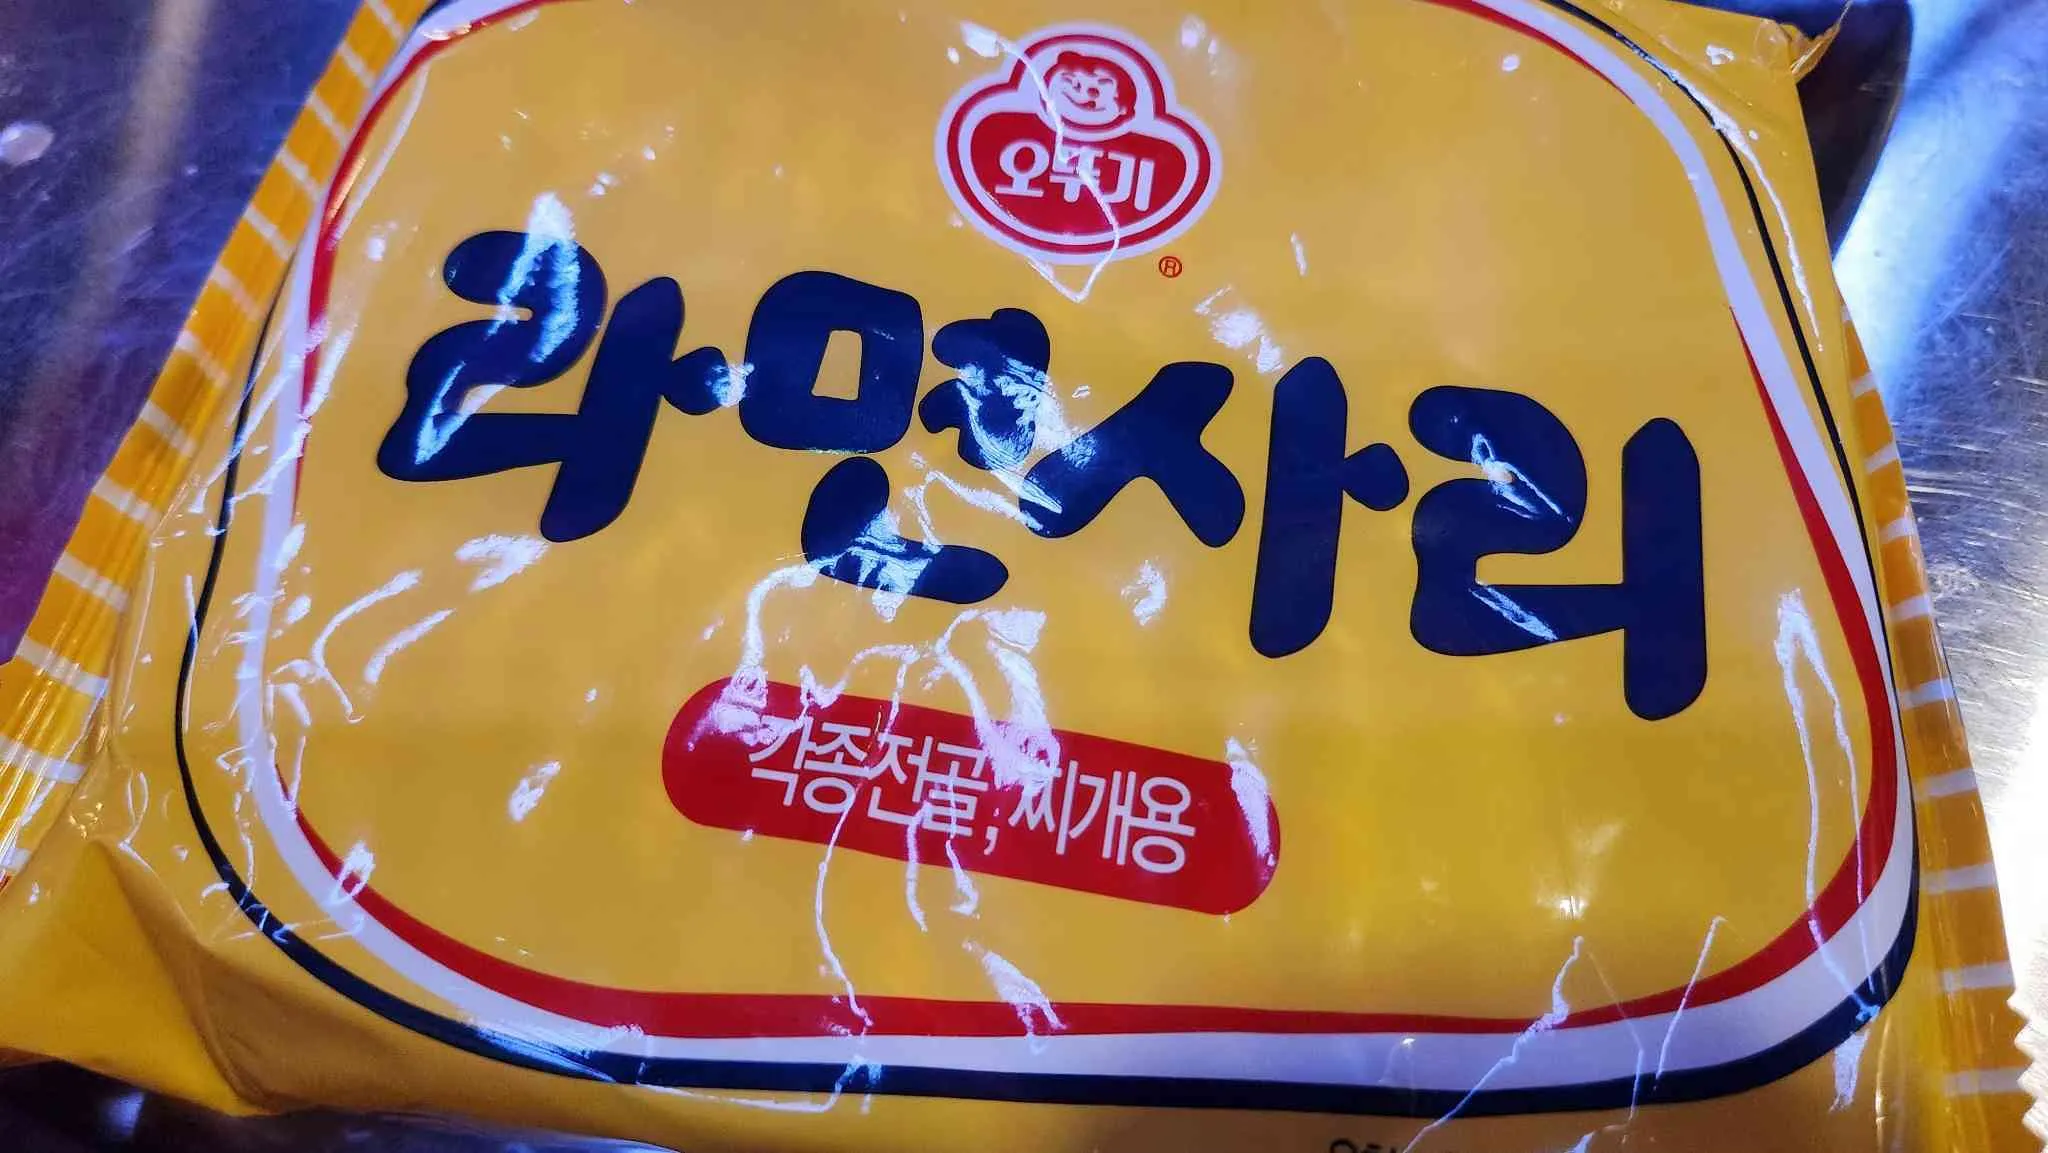 오뚜기
®
라면사리
각종전골, 찌개용